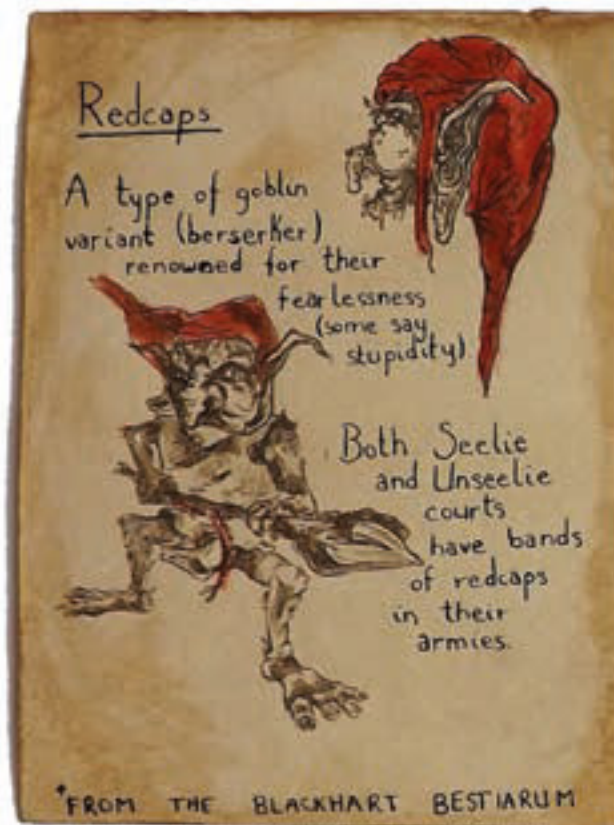 Redcaps
A type of goblin
variant (berserker)
renowned for their
fearlessness
(some say
stupidity)
Both Seelie
and Unseelie
courts
have bands
of redcaps
in their
armies.
*FROM THE BLACKHART BESTIARUM